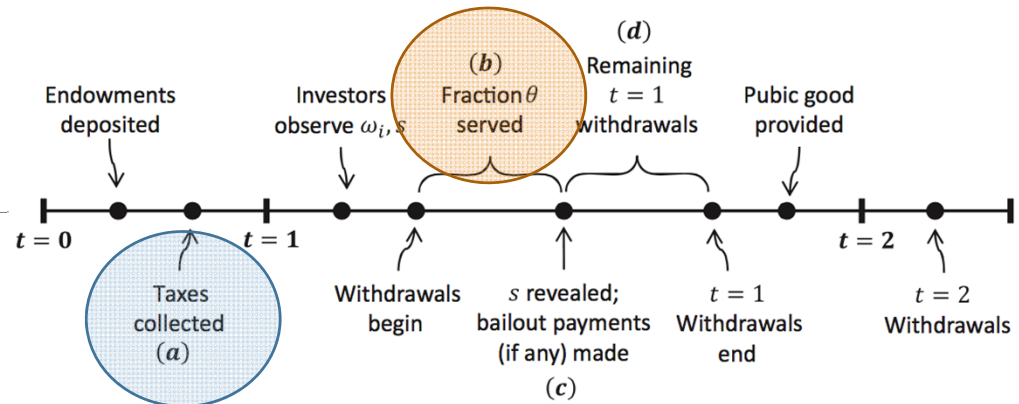 Endowments
deposited
Investors
observe ωᵢ, s
(b)
Fraction θ
served
(d)
Remaining
t = 1
withdrawals
Pubic good
provided
t = 0
t = 1
t = 2
Taxes
collected
(a)
Withdrawals
begin
s revealed;
bailout payments
(if any) made
(c)
t = 1
Withdrawals
end
t = 2
Withdrawals